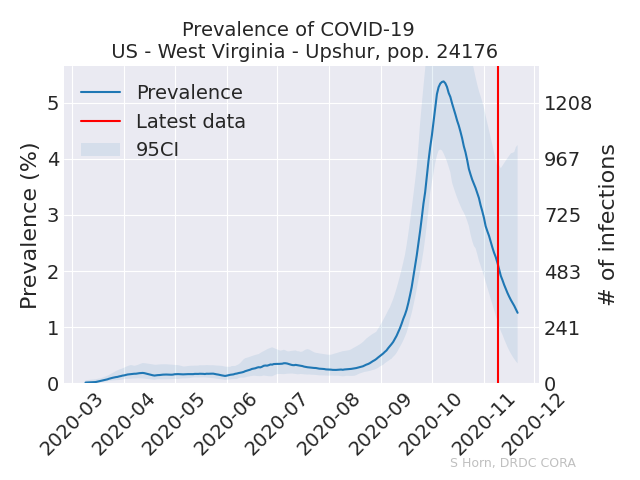 Prevalence of COVID-19
US - West Virginia - Upshur, pop. 24176
Prevalence
Latest data
95CI
Prevalence (%)
5
4
3
2
1
0
1208
967
725
483
241
0
# of infections
2020-03
2020-04
2020-05
2020-06
2020-07
2020-08
2020-09
2020-10
2020-11
2020-12
S Horn, DRDC CORA